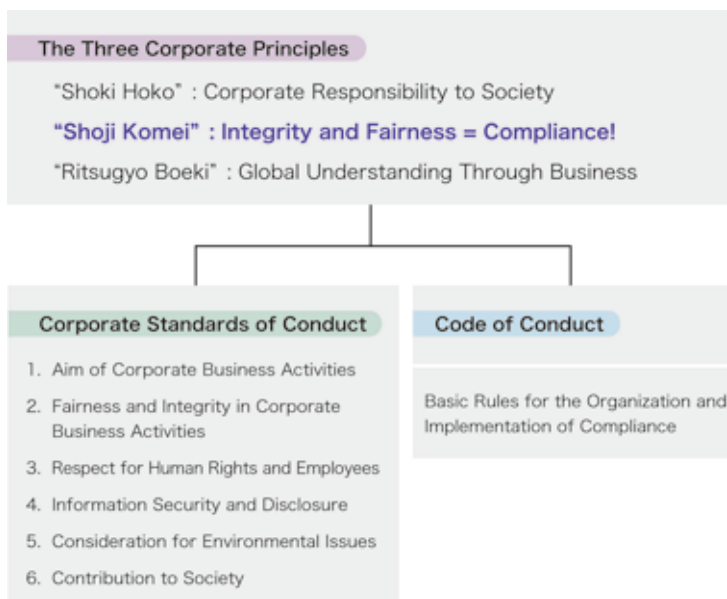 The Three Corporate Principles
“Shoki Hoko” : Corporate Responsibility to Society
“Shoji Komei” : Integrity and Fairness = Compliance!
“Ritsugyo Boeki” : Global Understanding Through Business
Corporate Standards of Conduct
1. Aim of Corporate Business Activities
2. Fairness and Integrity in Corporate
Business Activities
3. Respect for Human Rights and Employees
4. Information Security and Disclosure
5. Consideration for Environmental Issues
6. Contribution to Society
Code of Conduct
Basic Rules for the Organization and
Implementation of Compliance